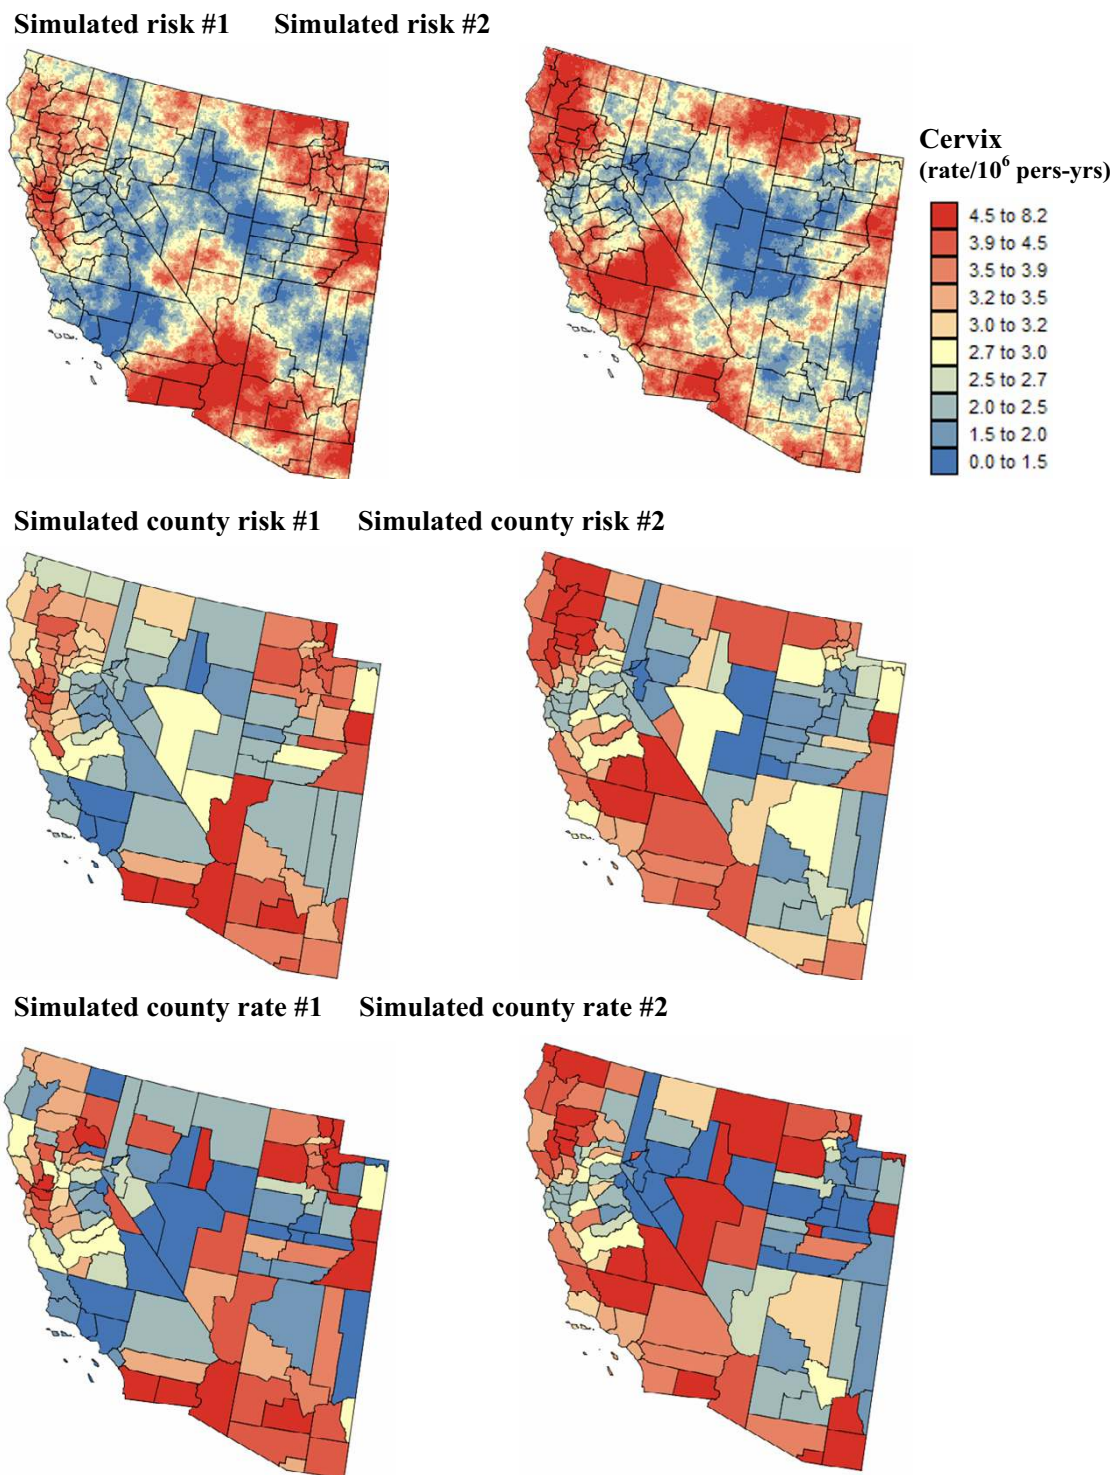 Simulated risk #1 Simulated risk #2
Cervix
(rate/10⁶ pers-yrs)
4.5 to 8.2
3.9 to 4.5
3.5 to 3.9
3.2 to 3.5
3.0 to 3.2
2.7 to 3.0
2.5 to 2.7
2.0 to 2.5
1.5 to 2.0
0.0 to 1.5
Simulated county risk #1 Simulated county risk #2
Simulated county rate #1 Simulated county rate #2